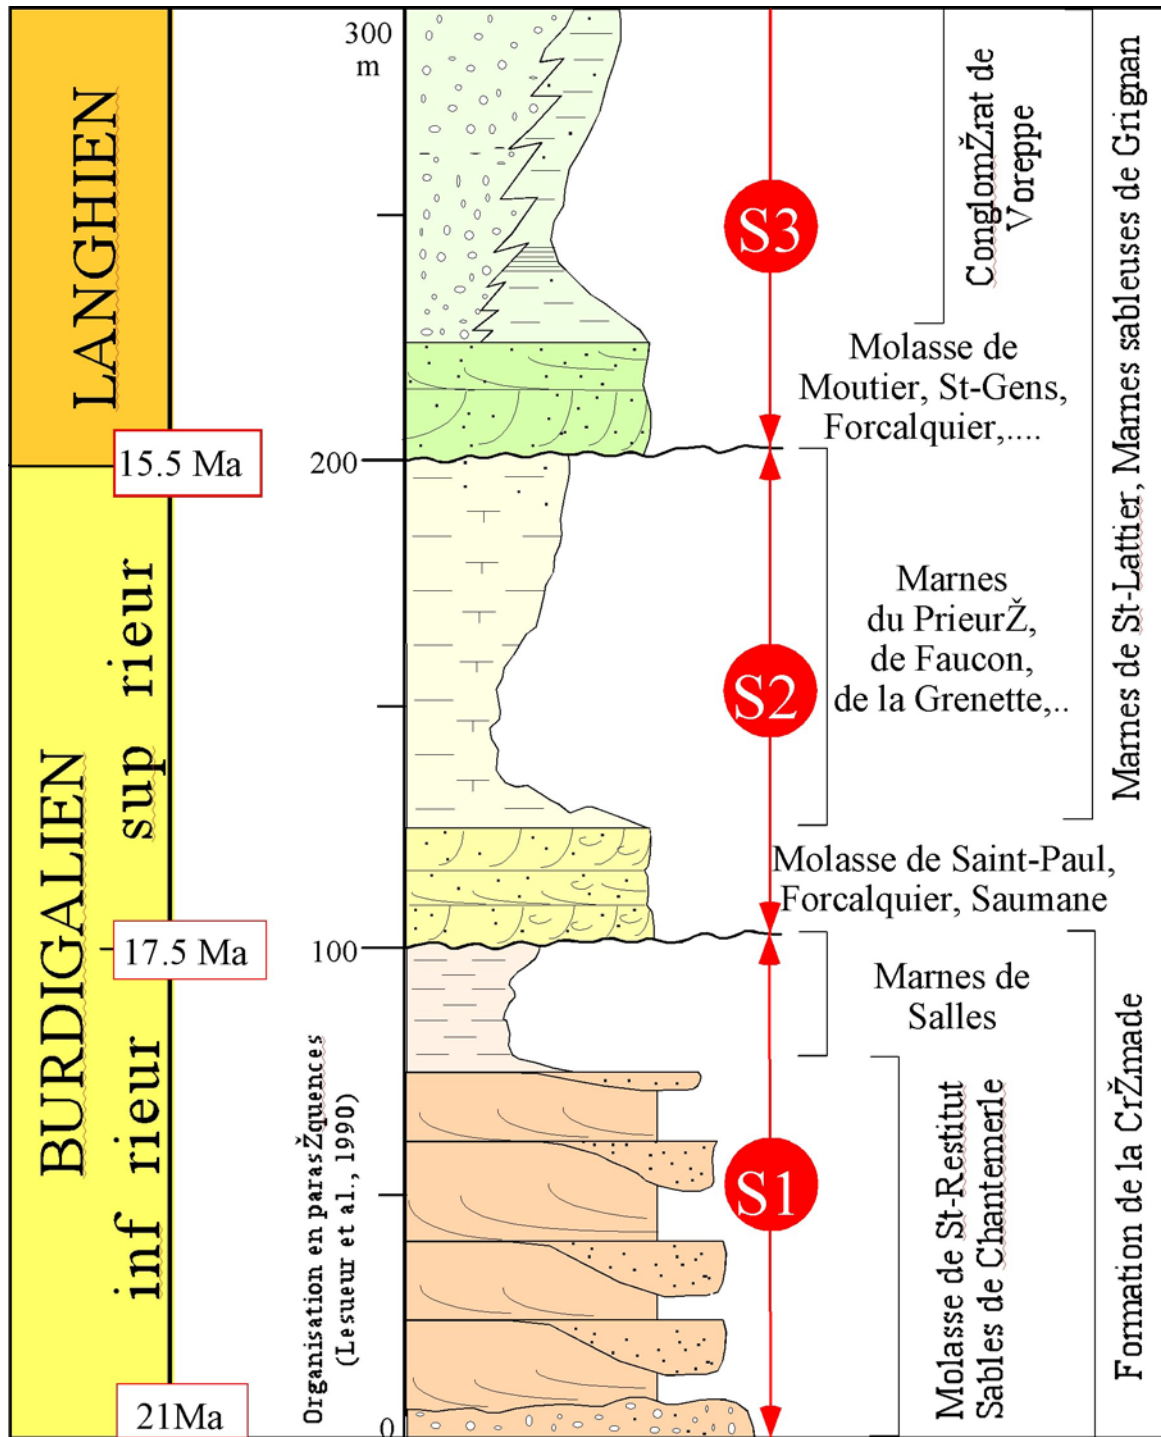 300
m
LANGHIEN
S3
ConglomŽrat de
Voreppe
Marnes de St-Lattier, Marnes sableuses de Grignan
Molasse de
Moutier, St-Gens,
Forcalquier,....
15.5 Ma
200
BURDIGALIEN
sup rieur
S2
Marnes
du PrieurŽ,
de Faucon,
de la Grenette,..
Molasse de Saint-Paul,
Forcalquier, Saumane
17.5 Ma
100
inf rieur
Marnes de
Salles
Organisation en parasŽquences
(Lesueur et al., 1990)
S1
Molasse de St-Restitut
Sables de Chantemerle
Formation de la CrŽmade
21Ma
0